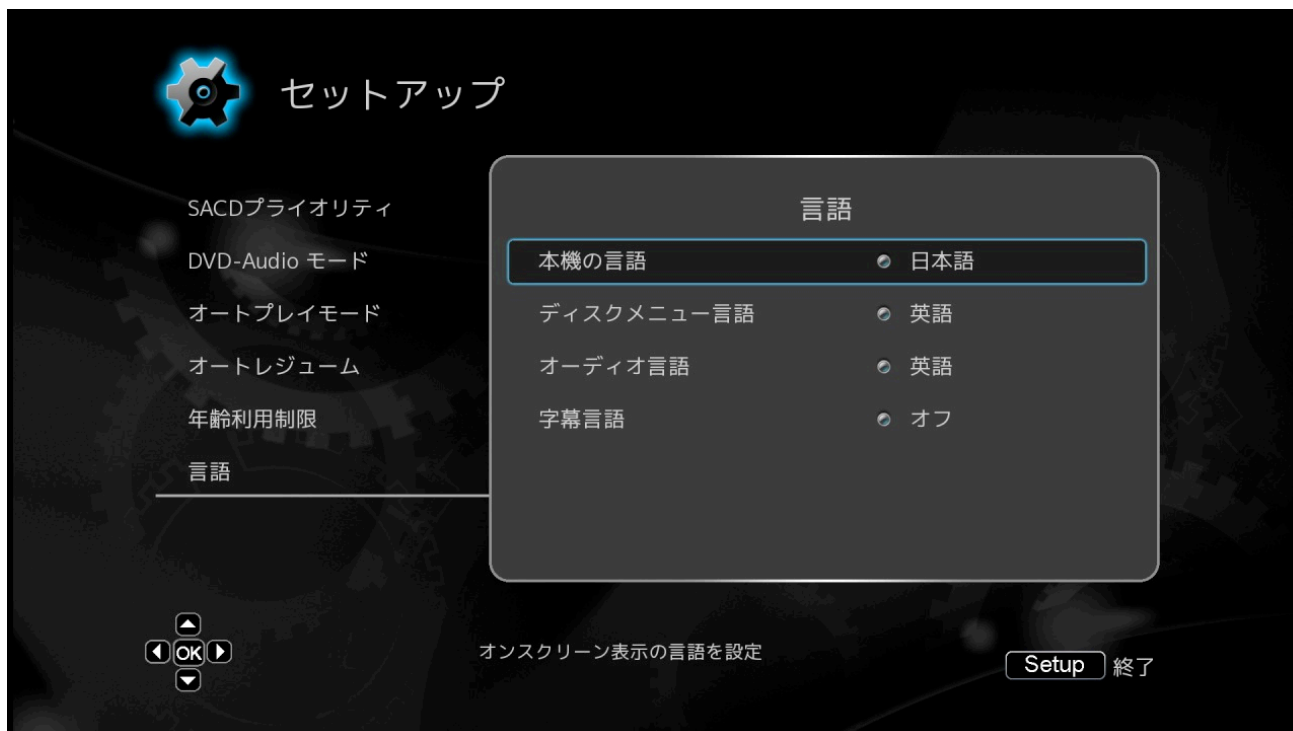 セットアップ
SACDプライオリティ
DVD-Audio モード
オートプレイモード
オートレジューム
年齢利用制限
言語
言語
本機の言語 日本語
ディスクメニュー言語 英語
オーディオ言語 英語
字幕言語 オフ
OK
オンスクリーン表示の言語を設定
Setup 終了